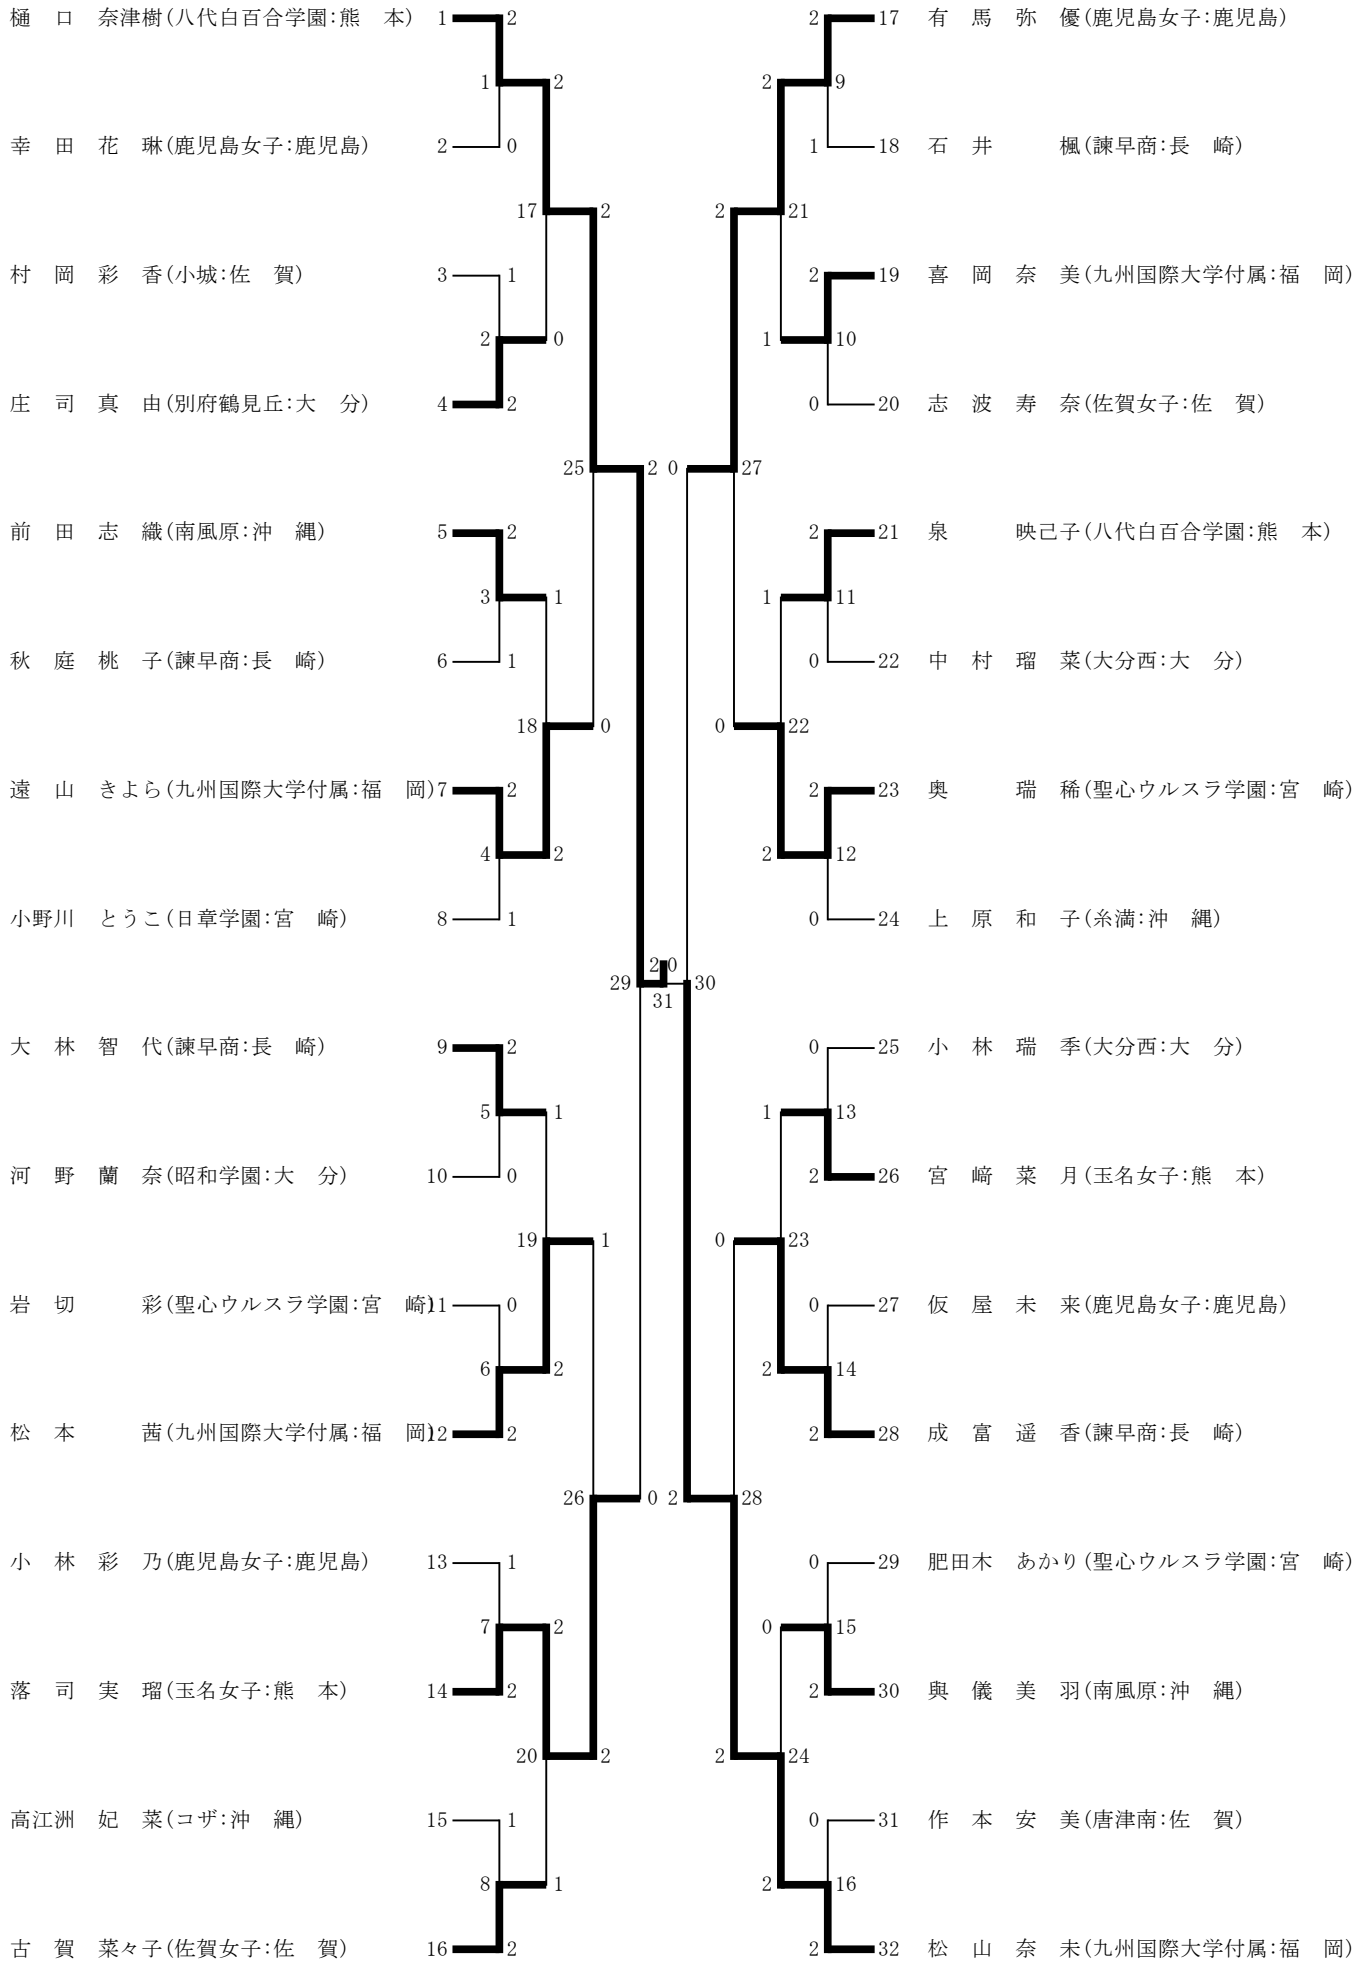 樋　口　奈津樹(八代白百合学園:熊　本) 1 2
1 2
幸　田　花　琳(鹿児島女子:鹿児島) 2 0
17 2
村　岡　彩　香(小城:佐　賀) 3 1
2 0
庄　司　真　由(別府鶴見丘:大　分) 4 2
25 2
前　田　志　織(南風原:沖　縄) 5 2
3 1
秋　庭　桃　子(諫早商:長　崎) 6 1
18 0
遠　山　きよら(九州国際大学付属:福　岡) 7 2
4 2
小野川　とうこ(日章学園:宮　崎) 8 1
2 0
29 30
31
大　林　智　代(諫早商:長　崎) 9 2
5 1
河　野　蘭　奈(昭和学園:大　分) 10 0
19 1
岩　切　　　彩(聖心ウルスラ学園:宮　崎) 11 0
6 2
松　本　　　茜(九州国際大学付属:福　岡) 12 2
26 0
小　林　彩　乃(鹿児島女子:鹿児島) 13 1
7 2
落　司　実　瑠(玉名女子:熊　本) 14 2
20 2
高江洲　妃　菜(コザ:沖　縄) 15 1
8 1
古　賀　菜々子(佐賀女子:佐　賀) 16 2
2 17 有　馬　弥　優(鹿児島女子:鹿児島)
2 9
1 18 石　井　　　楓(諫早商:長　崎)
2 21
2 19 喜　岡　奈　美(九州国際大学付属:福　岡)
1 10
0 20 志　波　寿　奈(佐賀女子:佐　賀)
0 27
2 21 泉　　　映己子(八代白百合学園:熊　本)
1 11
0 22 中　村　瑠　菜(大分西:大　分)
0 22
2 23 奥　　　瑞　稀(聖心ウルスラ学園:宮　崎)
2 12
0 24 上　原　和　子(糸満:沖　縄)
0 25 小　林　瑞　季(大分西:大　分)
1 13
2 26 宮　﨑　菜　月(玉名女子:熊　本)
0 23
0 27 仮　屋　未　来(鹿児島女子:鹿児島)
2 14
2 28 成　富　遥　香(諫早商:長　崎)
2 28
0 29 肥田木　あかり(聖心ウルスラ学園:宮　崎)
0 15
2 30 與　儀　美　羽(南風原:沖　縄)
2 24
0 31 作　本　安　美(唐津南:佐　賀)
2 16
2 32 松　山　奈　未(九州国際大学付属:福　岡)